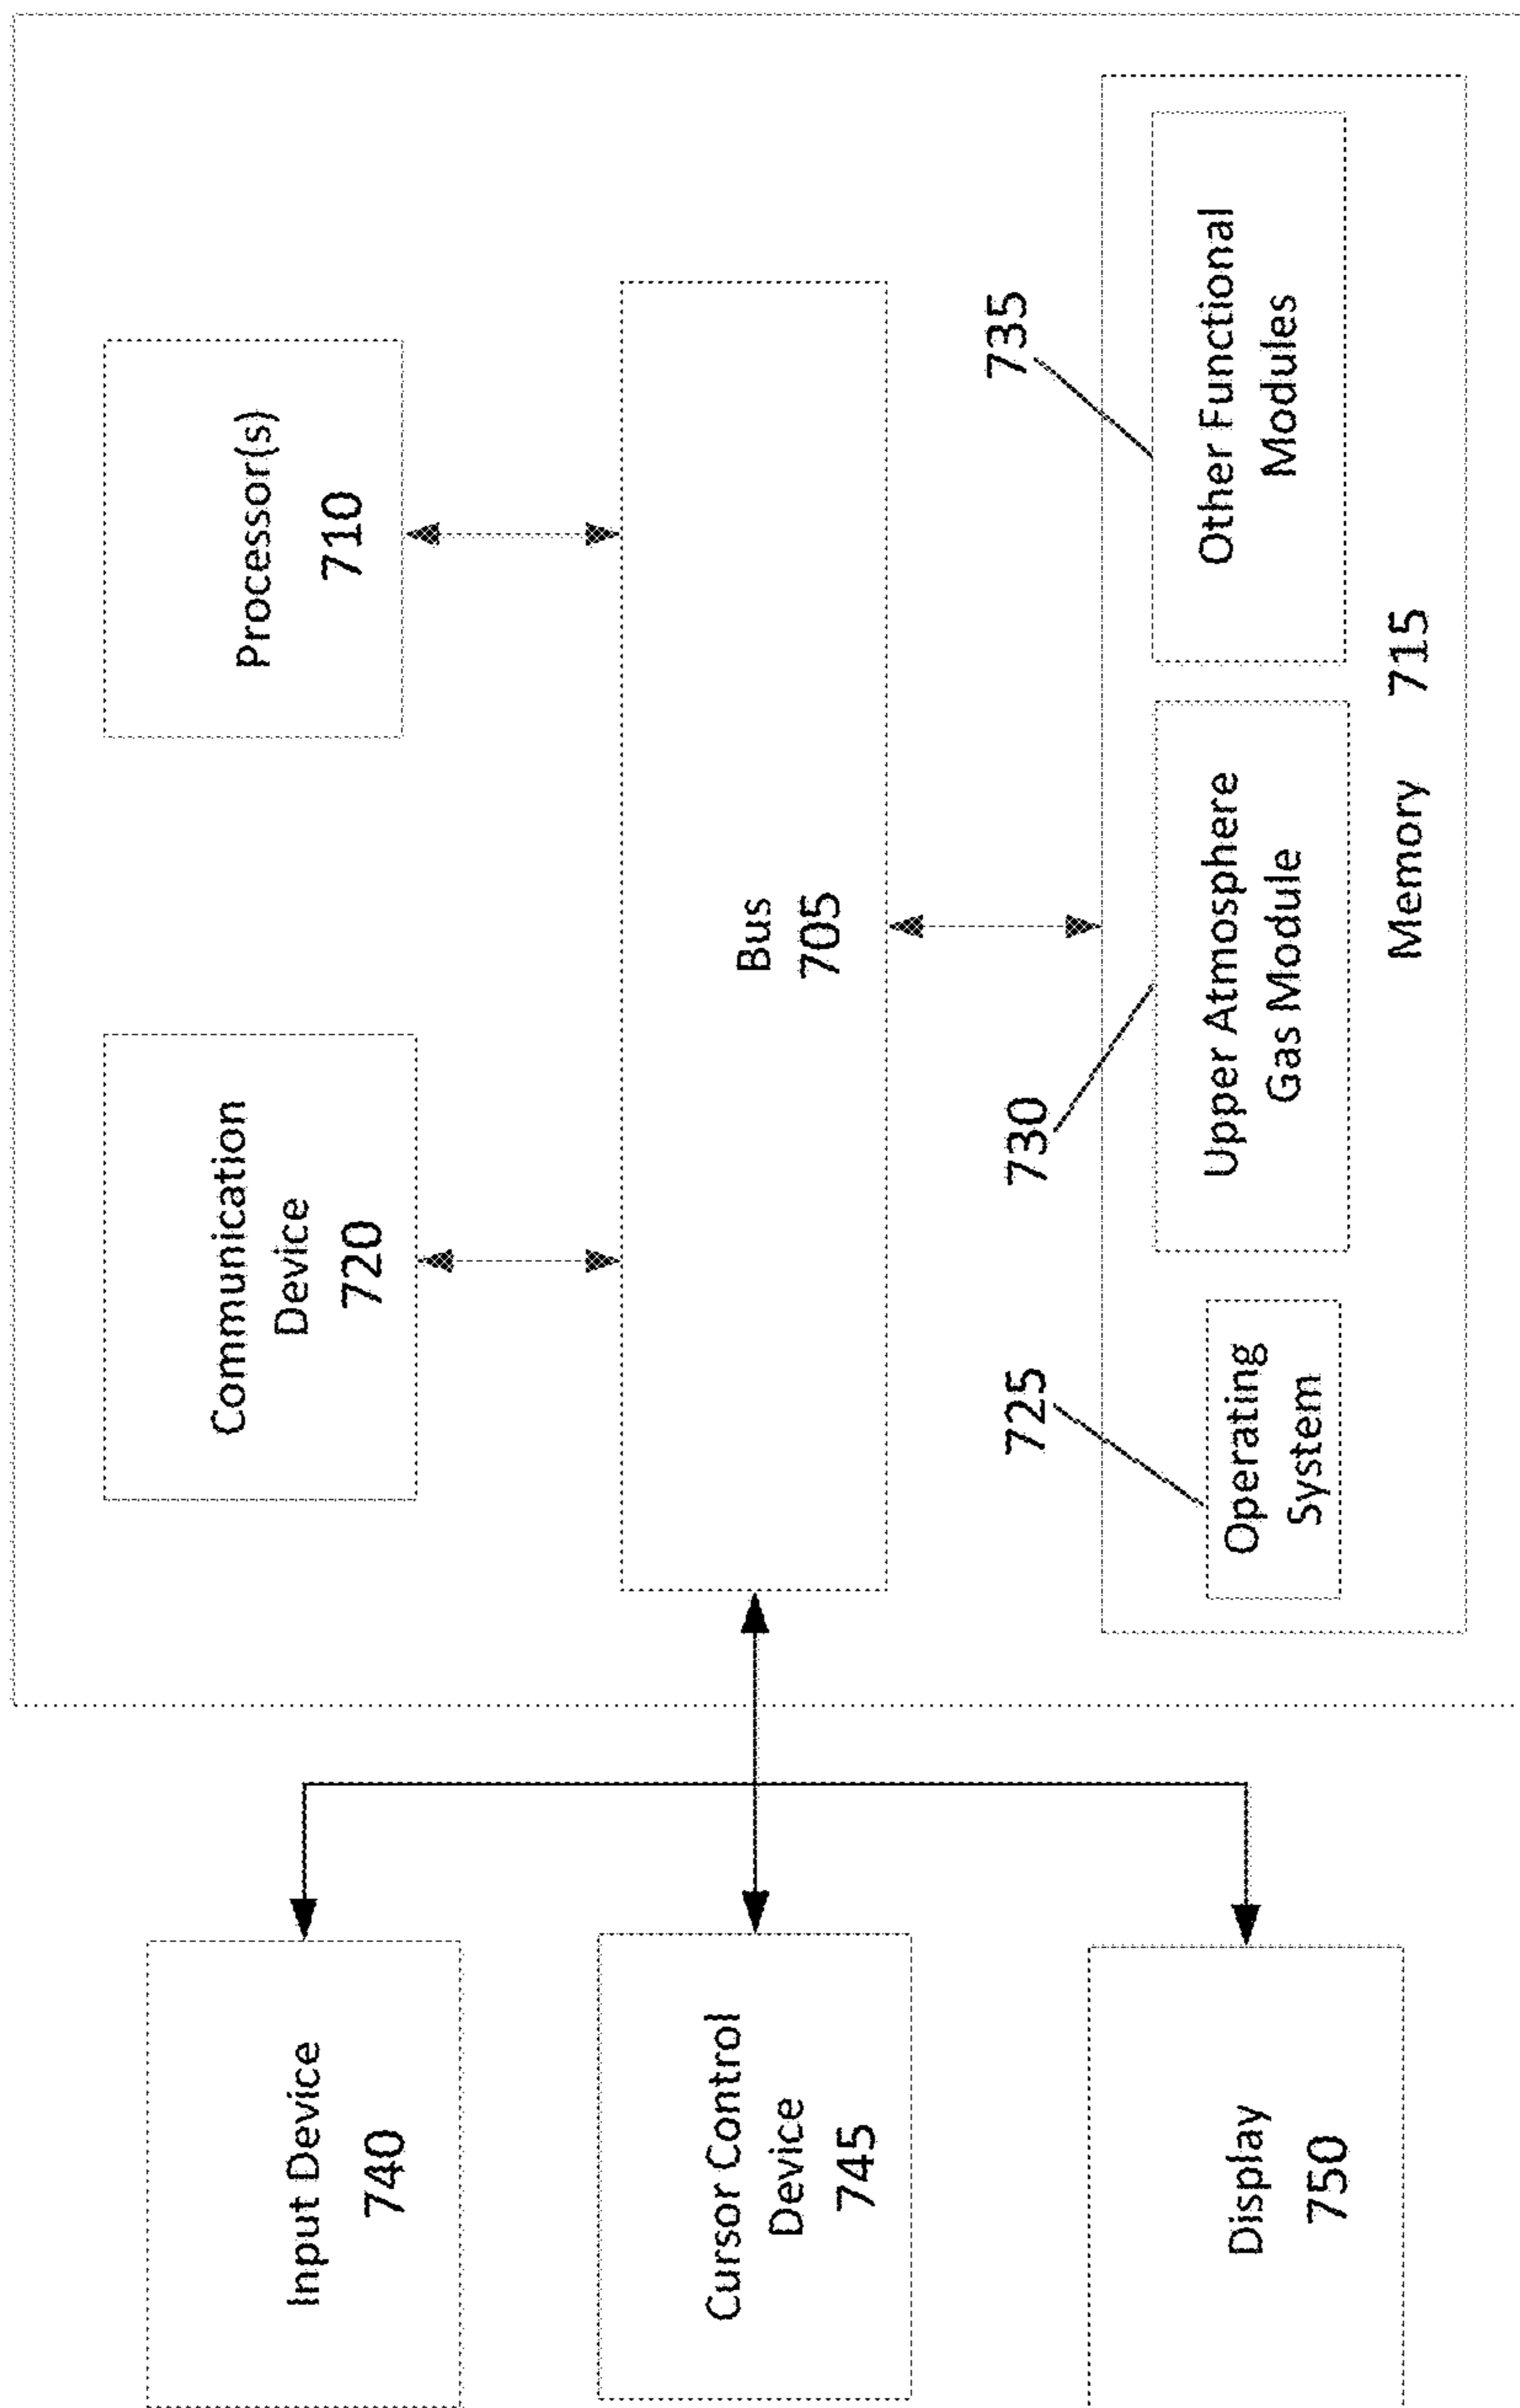 Input Device
740
Cursor Control
Device
745
Display
750
Communication
Device
720
Processor(s)
710
Bus
705
725
730
735
Operating
System
Upper Atmosphere
Gas Module
Other Functional
Modules
Memory 715